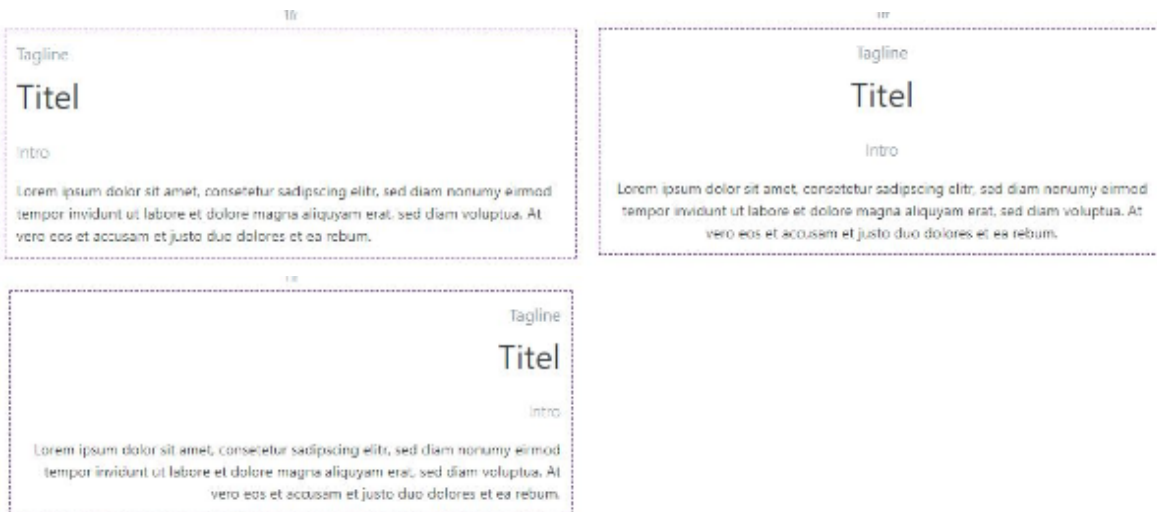 1fr
Tagline
Titel
Intro
Lorem ipsum dolor sit amet, consetetur sadipscing elitr, sed diam nonumy eirmod
tempor invidunt ut labore et dolore magna aliquyam erat, sed diam voluptua. At
vero eos et accusam et justo duo dolores et ea rebum.
Tagline
Titel
Intro
Lorem ipsum dolor sit amet, consetetur sadipscing elitr, sed diam nonumy eirmod
tempor invidunt ut labore et dolore magna aliquyam erat, sed diam voluptua. At
vero eos et accusam et justo duo dolores et ea rebum.
Tagline
Titel
Intro
Lorem ipsum dolor sit amet, consetetur sadipscing elitr, sed diam nonumy eirmod
tempor invidunt ut labore et dolore magna aliquyam erat, sed diam voluptua. At
vero eos et accusam et justo duo dolores et ea rebum.